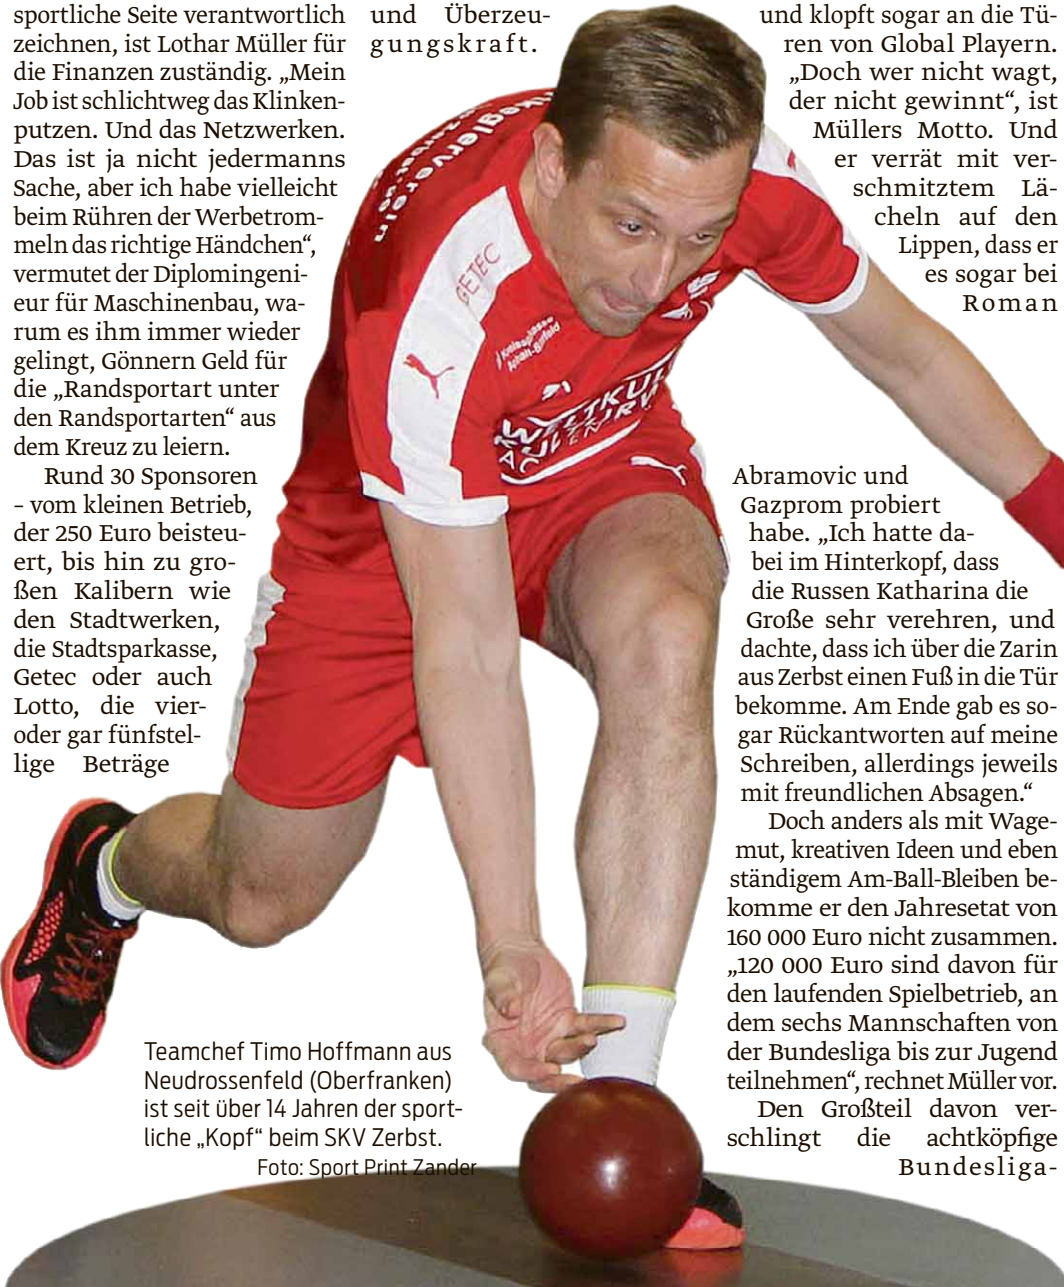 sportliche Seite verantwortlich
zeichnen, ist Lothar Müller für
die Finanzen zuständig. „Mein
Job ist schlichtweg das Klinken-
putzen. Und das Netzwerken.
Das ist ja nicht jedermanns
Sache, aber ich habe vielleicht
beim Rühren der Werbetrom-
meln das richtige Händchen“,
vermutet der Diplomingeni-
eur für Maschinenbau, wa-
rum es ihm immer wieder
gelingt, Gönnern Geld für
die „Randsportart unter
den Randsportarten“ aus
dem Kreuz zu leiern.
Rund 30 Sponsoren
– vom kleinen Betrieb,
der 250 Euro beisteu-
ert, bis hin zu gro-
ßen Kalibern wie
den Stadtwerken,
die Stadtsparkasse,
Getec oder auch
Lotto, die vier-
oder gar fünfstel-
lige Beträge
und Überzeu-
gungskraft.
und klopft sogar an die Tü-
ren von Global Playern.
„Doch wer nicht wagt,
der nicht gewinnt“, ist
Müllers Motto. Und
er verrät mit ver-
schmitztem Lä-
cheln auf den
Lippen, dass er
es sogar bei
Roman
Abramovic und
Gazprom probiert
habe. „Ich hatte da-
bei im Hinterkopf, dass
die Russen Katharina die
Große sehr verehren, und
dachte, dass ich über die Zarin
aus Zerbst einen Fuß in die Tür
bekomme. Am Ende gab es so-
gar Rückantworten auf meine
Schreiben, allerdings jeweils
mit freundlichen Absagen.“
Doch anders als mit Wage-
mut, kreativen Ideen und eben
ständigem Am-Ball-Bleiben be-
komme er den Jahresetat von
160 000 Euro nicht zusammen.
„120 000 Euro sind davon für
den laufenden Spielbetrieb, an
dem sechs Mannschaften von
der Bundesliga bis zur Jugend
teilnehmen“, rechnet Müller vor.
Den Großteil davon ver-
schlingt die achtköpfige
Bundesliga-
GETEC
Kreissparkasse
Anhalt-Bitterfeld
Teamchef Timo Hoffmann aus
Neudrossenfeld (Oberfranken)
ist seit über 14 Jahren der sport-
liche „Kopf“ beim SKV Zerbst.
Foto: Sport Print Zander